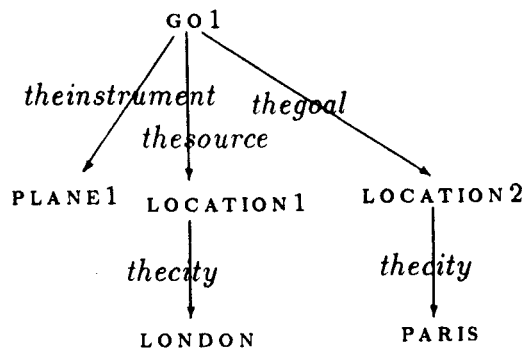 GO1
theinstrument
thegoal
thesource
PLANE1 LOCATION1 LOCATION2
thecity thecity
LONDON PARIS